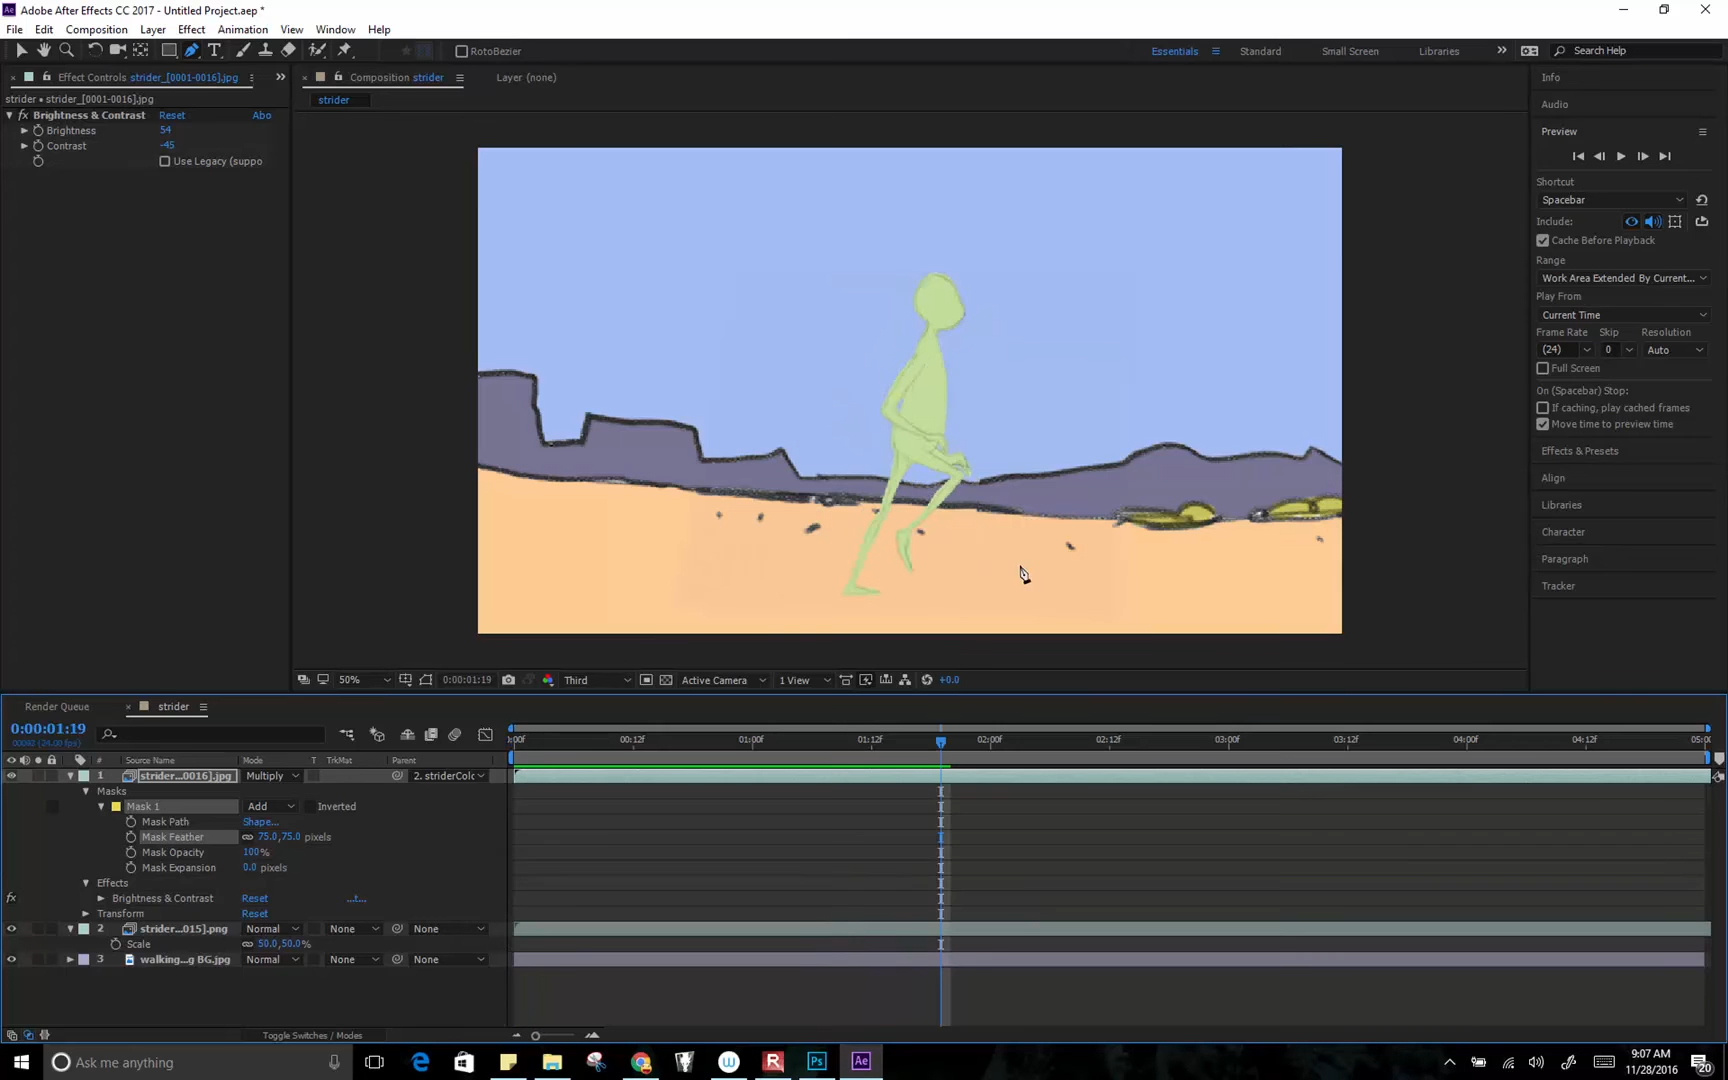 Adobe After Effects CC 2017 - Untitled Project.aep *
File Edit Composition Layer Effect Animation View Window Help
RotoBezier
Essentials Standard Small Screen Libraries Search Help
Effect Controls strider_[0001-0016].jpg
Composition strider
Layer (none)
strider • strider_[0001-0016].jpg
strider
Brightness & Contrast Reset Abo
Brightness 54
Contrast -45
Use Legacy (suppo
Info
Audio
Preview
Shortcut
Spacebar
Include:
Cache Before Playback
Range
Work Area Extended By Current...
Play From
Current Time
Frame Rate Skip Resolution
(24) 0 Auto
Full Screen
On (Spacebar) Stop:
If caching, play cached frames
Move time to preview time
Effects & Presets
Align
Libraries
Character
Paragraph
Tracker
50% 0:00:01:19 Third Active Camera 1 View +0.0
Render Queue strider
0:00:01:19
:00f 00:12f 01:00f 01:12f 02:00f 02:12f 03:00f 03:12f 04:00f 04:12f 05:0
# Source Name Mode T TrkMat Parent
1 strider...0016].jpg Multiply 2. striderColc
Masks
Mask 1 Add Inverted
Mask Path Shape...
Mask Feather 75.0,75.0 pixels
Mask Opacity 100%
Mask Expansion 0.0 pixels
Effects
fx Brightness & Contrast Reset ...t...
Transform Reset
2 strider...015].png Normal None None
Scale 50.0,50.0%
3 walking...g BG.jpg Normal None None
Toggle Switches / Modes
Ask me anything
9:07 AM
11/28/2016
20